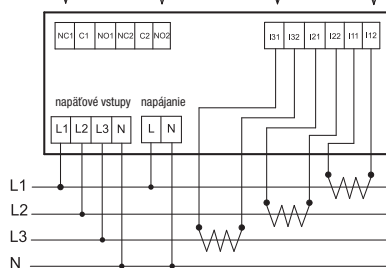 NC1 C1 NO1 NC2 C2 NO2 I31 I32 I21 I22 I11 I12
napäťové vstupy napájanie
L1 L2 L3 N L N
L1
L2
L3
N